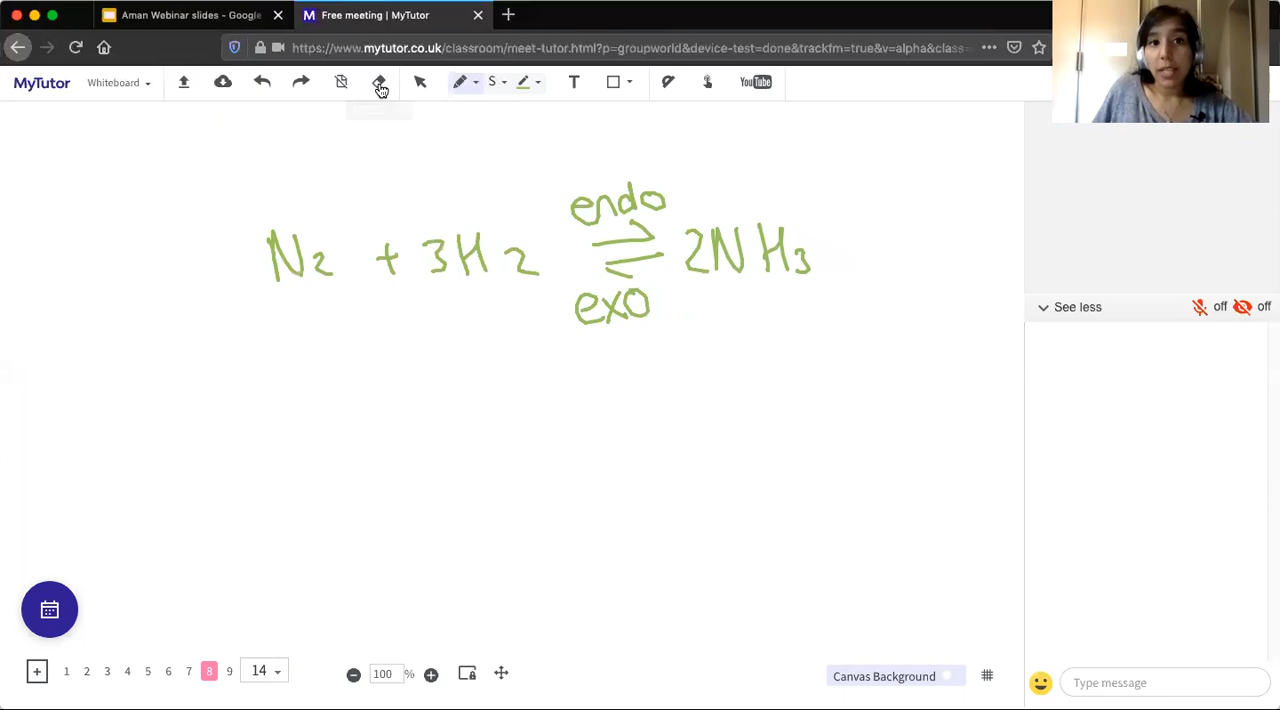 Aman Webinar slides - Google
Free meeting | MyTutor
https://www.mytutor.co.uk/classroom/meet-tutor.html?p=groupworld&device-test=done&trackfm=true&v=alpha&class
MyTutor Whiteboard S T YouTube
endo
N2 + 3H2 ⇌ 2NH3
exo
See less off off
+ 1 2 3 4 5 6 7 8 9 14 100 % Canvas Background Type message